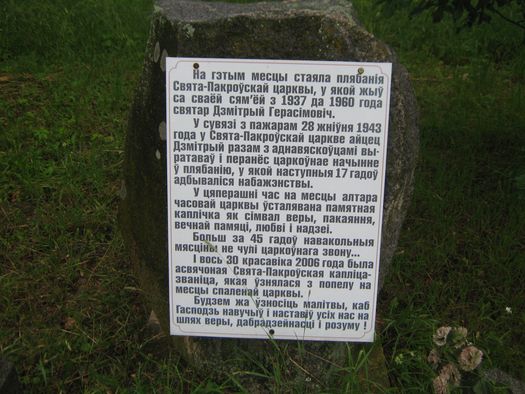 На гэтым месцы стаяла плябанія
Свята-Пакроўскай царквы, у якой жыў
са сваёй сям'ёй з 1937 да 1960 года
святар Дзмітрый Герасімовіч.
У сувязі з пажарам 28 жніўня 1943
года у Свята-Пакроўскай царкве айцец
Дзмітрый разам з аднавяскоўцамі вы-
ратаваў і перанёс царкоўнае начынне
ў плябанію, у якой наступныя 17 гадоў
адбываліся набажэнствы.
У цяперашні час на месцы алтара
часовай царквы ўсталявана памятная
каплічка як сімвал веры, пакаяння,
вечнай памяці, любві і надзеі.
Больш за 45 гадоў навакольныя
мясціны не чулі царкоўнага звону...
І вось 30 красавіка 2006 года была
асвячоная Свята-Пакроўская капліца-
званіца, якая ўзнялася з попелу на
месцы спаленай царквы.
Будзем жа ўзносіць малітвы, каб
Гасподзь навучыў і наставіў усіх нас на
шлях веры, дабрадзейнасці і розуму !